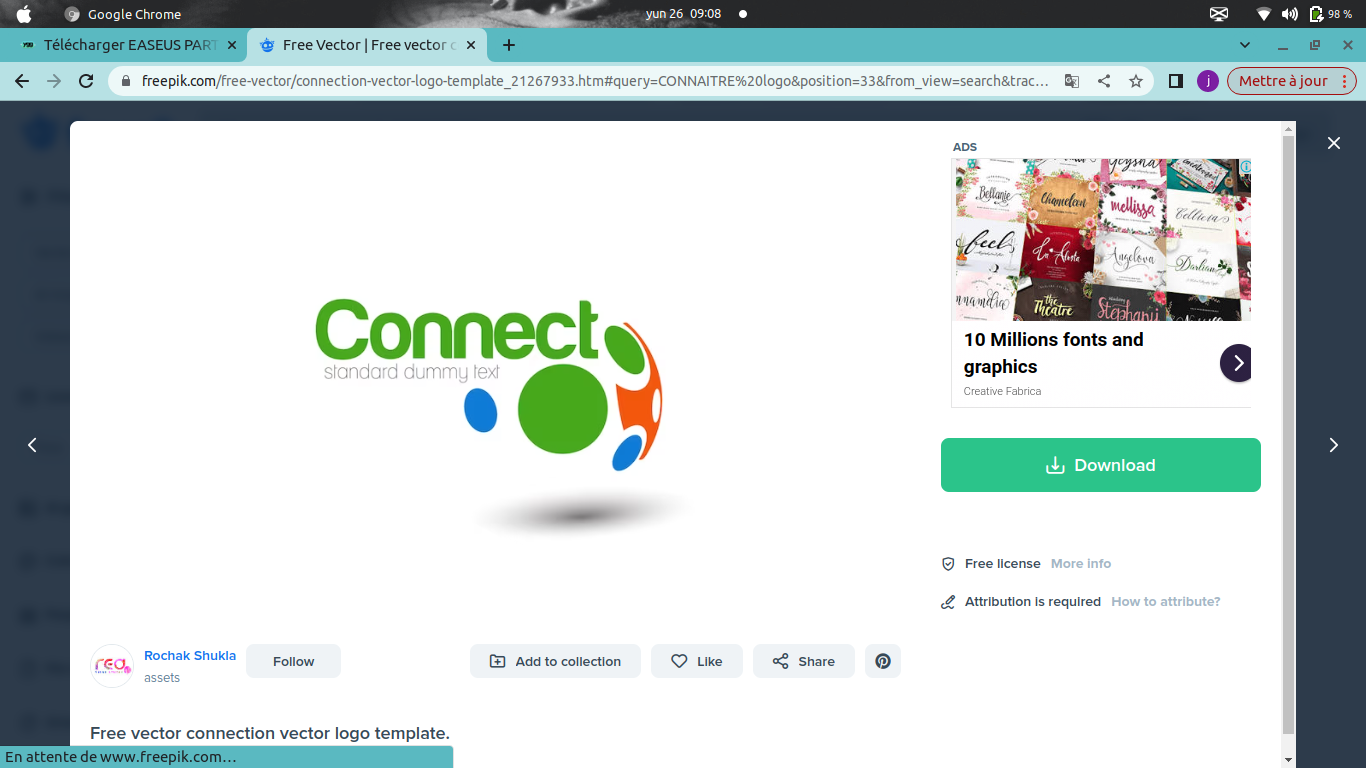 Google Chrome
yun 26 09:08
98 %
Télécharger EASEUS PART
Free Vector | Free vector c
freepik.com/free-vector/connection-vector-logo-template_21267933.htm#query=CONNAITRE%20logo&position=33&from_view=search&trac...
j
Mettre à jour
ADS
Bellanie
Chameleon
mellissa
feel
La Alista
Angelova
Darlian
the Theatre
Stephany
10 Millions fonts and
graphics
Creative Fabrica
Connect
standard dummy text
Download
Free license More info
Attribution is required How to attribute?
Rochak Shukla
assets
Follow
Add to collection
Like
Share
Free vector connection vector logo template.
En attente de www.freepik.com...